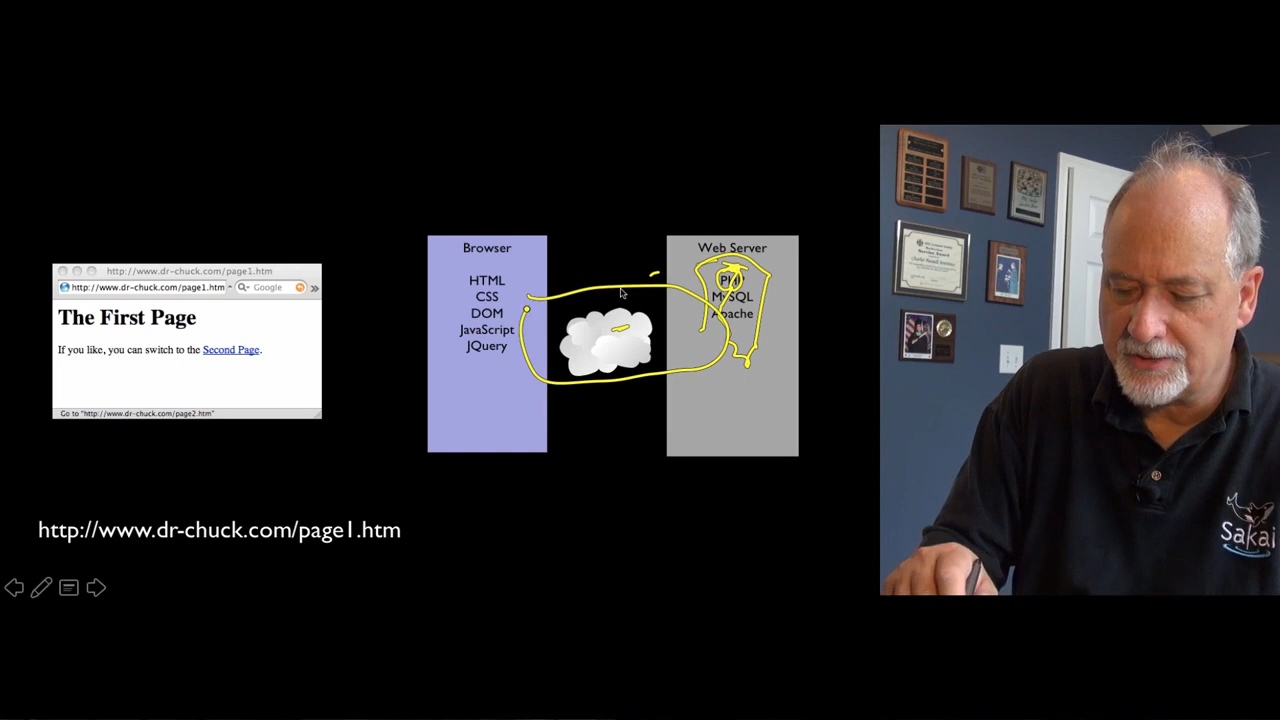 http://www.dr-chuck.com/page1.htm
http://www.dr-chuck.com/page1.htm
Google
The First Page
If you like, you can switch to the Second Page.
Go to "http://www.dr-chuck.com/page2.htm"
Browser
HTML
CSS
DOM
JavaScript
JQuery
Web Server
PHP
MySQL
Apache
http://www.dr-chuck.com/page1.htm
Sakai